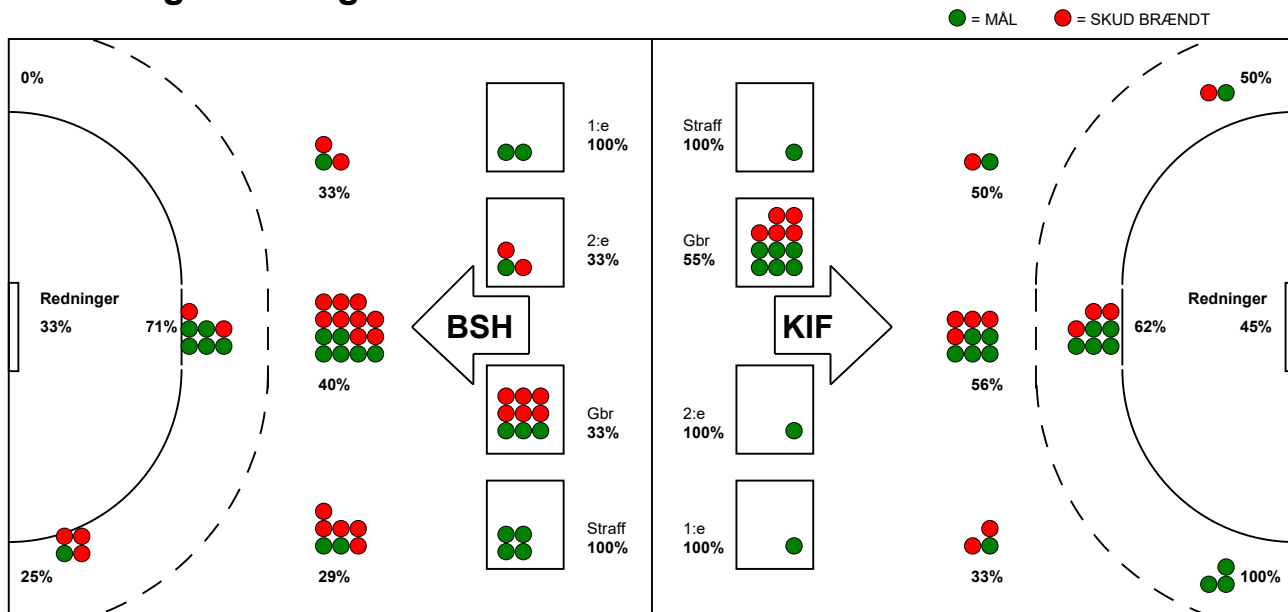 = MÅL
= SKUD BRÆNDT
0%
33%
1:e
100%
2:e
33%
Redninger
33%
71%
40%
BSH
Gbr
33%
Straff
100%
25%
29%
Straff
100%
50%
50%
Gbr
55%
KIF
Redninger
45%
62%
56%
2:e
100%
1:e
100%
33%
100%